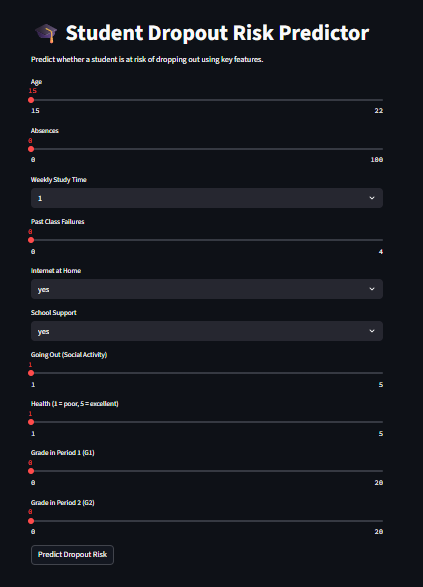 Student Dropout Risk Predictor
Predict whether a student is at risk of dropping out using key features.
Age
15
15 22
Absences
0
0 100
Weekly Study Time
1
Past Class Failures
0
0 4
Internet at Home
yes
School Support
yes
Going Out (Social Activity)
1
1 5
Health (1 = poor, 5 = excellent)
1
1 5
Grade in Period 1 (G1)
0
0 20
Grade in Period 2 (G2)
0
0 20
Predict Dropout Risk